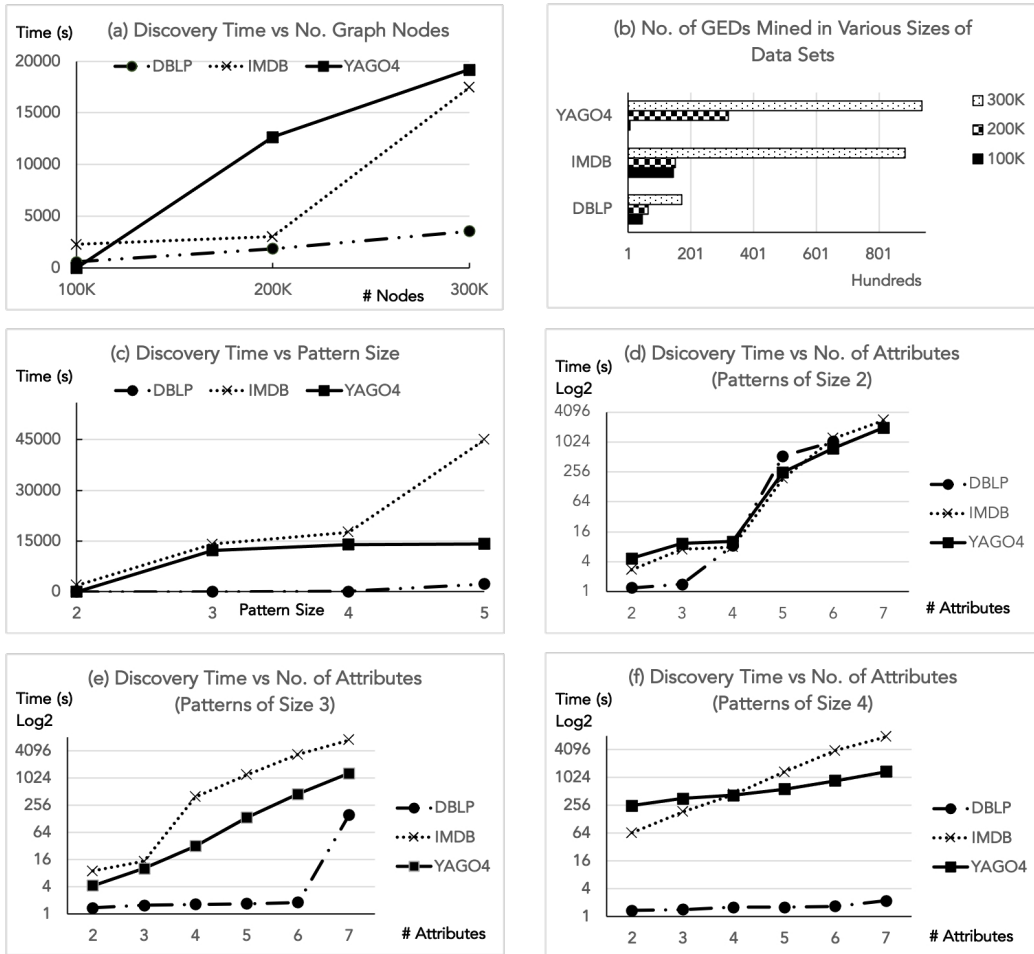 (a) Discovery Time vs No. Graph Nodes
Time (s)
DBLP IMDB YAGO4
20000
15000
10000
5000
0
100K 200K 300K
# Nodes
(b) No. of GEDs Mined in Various Sizes of
Data Sets
YAGO4
IMDB
DBLP
300K
200K
100K
1 201 401 601 801
Hundreds
(c) Discovery Time vs Pattern Size
Time (s)
DBLP IMDB YAGO4
45000
30000
15000
0
2 3 4 5
Pattern Size
(d) Dsicovery Time vs No. of Attributes
(Patterns of Size 2)
Time (s)
Log2
4096
1024
256
64
16
4
1
2 3 4 5 6 7
# Attributes
DBLP
IMDB
YAGO4
(e) Discovery Time vs No. of Attributes
(Patterns of Size 3)
Time (s)
Log2
4096
1024
256
64
16
4
1
2 3 4 5 6 7
# Attributes
DBLP
IMDB
YAGO4
(f) Discovery Time vs No. of Attributes
(Patterns of Size 4)
Time (s)
Log2
4096
1024
256
64
16
4
1
2 3 4 5 6 7
# Attributes
DBLP
IMDB
YAGO4